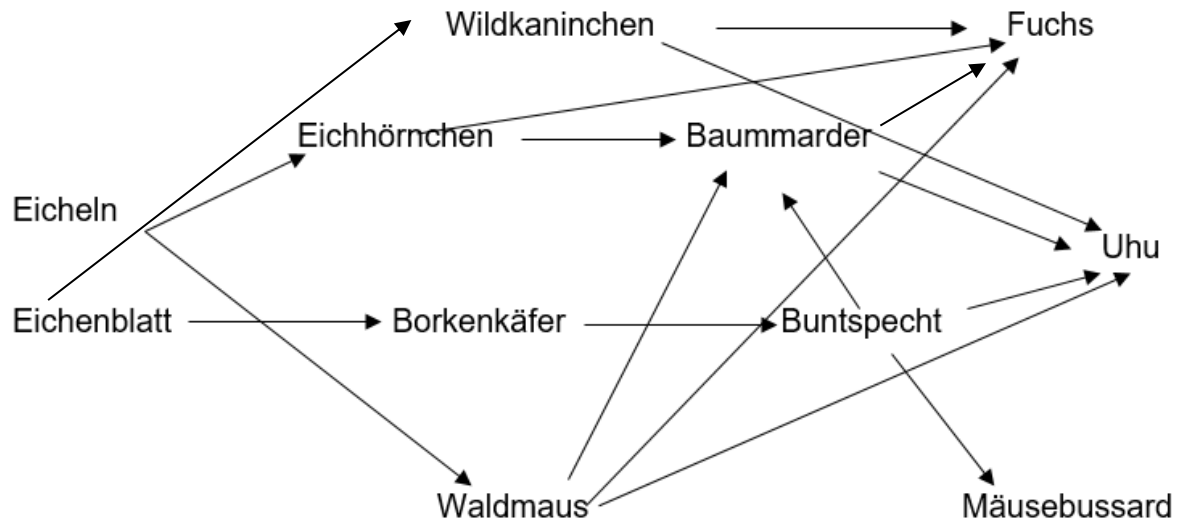 Wildkaninchen Fuchs
Eichhörnchen Baummarder
Eicheln
Uhu
Eichenblatt Borkenkäfer Buntspecht
Waldmaus Mäusebussard